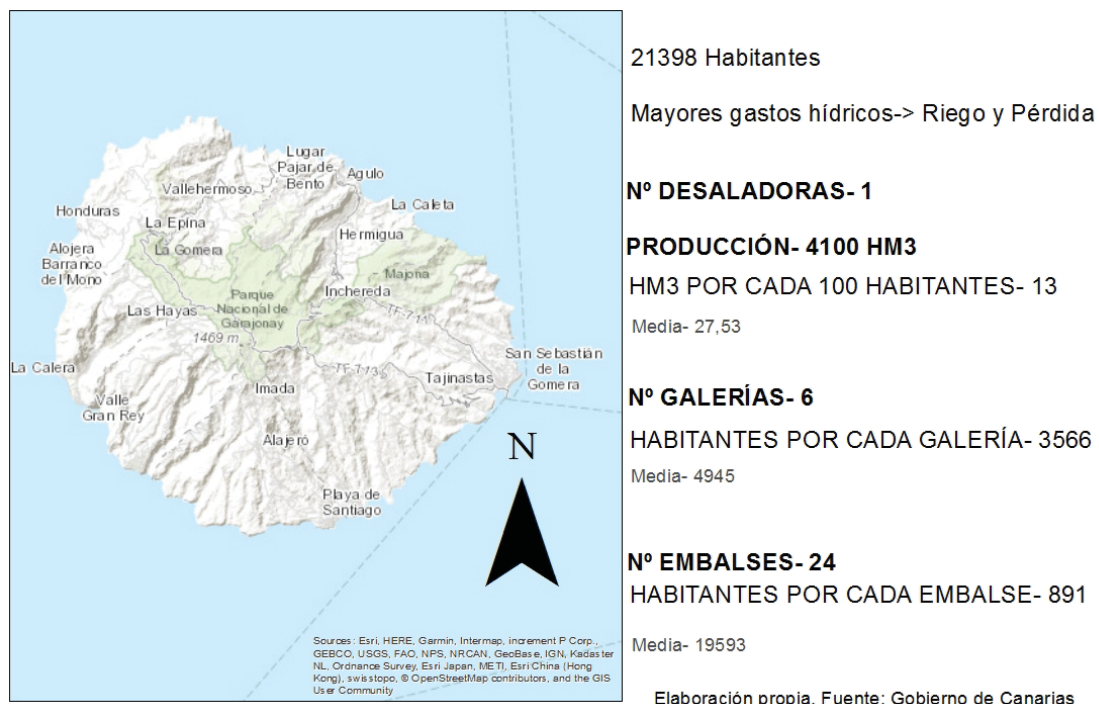 21398 Habitantes
Mayores gastos hídricos-> Riego y Pérdida
Nº DESALADORAS- 1
PRODUCCIÓN- 4100 HM3
HM3 POR CADA 100 HABITANTES- 13
Media- 27,53
Nº GALERÍAS- 6
HABITANTES POR CADA GALERÍA- 3566
Media- 4945
Nº EMBALSES- 24
HABITANTES POR CADA EMBALSE- 891
Media- 19593
Elaboración propia. Fuente: Gobierno de Canarias
Lugar
Pajar de
Bento
Agulo
Vallehermoso
La Caleta
Honduras
La Epina
Hermigua
Alojera
Barranco
del Mono
La Gomera
Majona
Inchereda
Parque
Nacional de
Garajonay
Las Hayas
TF-711
1469 m
TF-713
San Sebastián
de la
Gomera
La Calera
Imada
Tajinastas
Valle
Gran Rey
Alajeró
N
Playa de
Santiago
Sources: Esri, HERE, Garmin, Intermap, increment P Corp.,
GEBCO, USGS, FAO, NPS, NRCAN, GeoBase, IGN, Kadaster
NL, Ordnance Survey, Esri Japan, METI, Esri China (Hong
Kong), swisstopo, © OpenStreetMap contributors, and the GIS
User Community